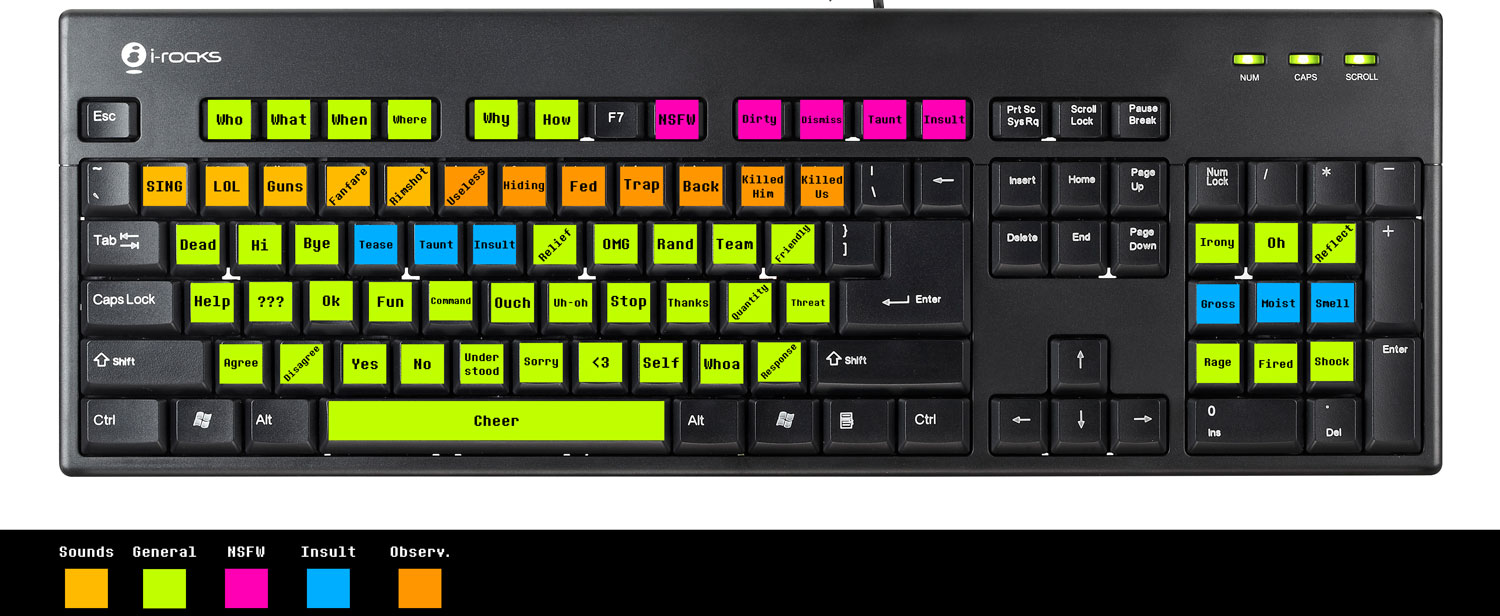 i-rocks
NUM CAPS SCROLL
Esc Who What When Where Why How F7 NSFW Dirty Dismiss Taunt Insult
Prt Sc
Sys Rq
Scroll
Lock
Pause
Break
~
SING LOL Guns Fanfare Rimshot Useless Hiding Fed Trap Back
Killed
Him
Killed
Us
|
\
←
Insert Home
Page
Up
Num
Lock
/ * −
Tab Dead Hi Bye Tease Taunt Insult Relief OMG Rand Team Friendly
}
]
Delete End
Page
Down
Irony Oh Reflect +
Caps Lock Help ??? Ok Fun Command Ouch Uh-oh Stop Thanks Quantity Threat ← Enter
Gross Moist Smell
Shift Agree Disagree Yes No
Under
stood
Sorry <3 Self Whoa Response Shift
↑
Rage Fired Shock Enter
Ctrl Alt Cheer Alt Ctrl
← ↓ →
0
Ins
.
Del
Sounds General NSFW Insult Observ.